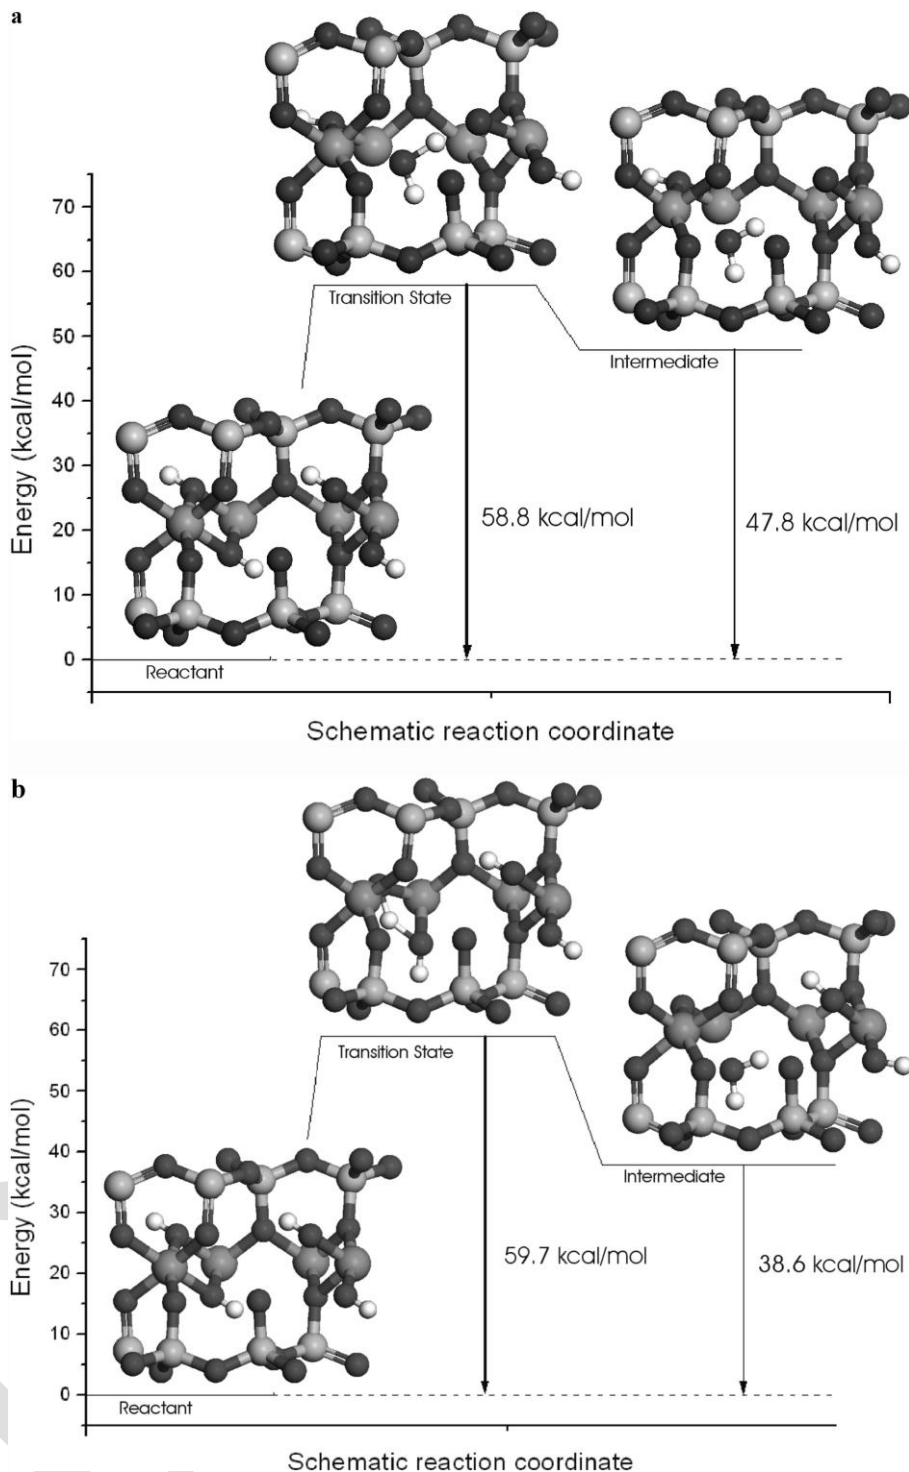 a
70
60
50
40
30
20
10
0
Energy (kcal/mol)
Transition State
Intermediate
58.8 kcal/mol
47.8 kcal/mol
Reactant
Schematic reaction coordinate
b
70
60
50
40
30
20
10
0
Energy (kcal/mol)
Transition State
Intermediate
59.7 kcal/mol
38.6 kcal/mol
Reactant
Schematic reaction coordinate